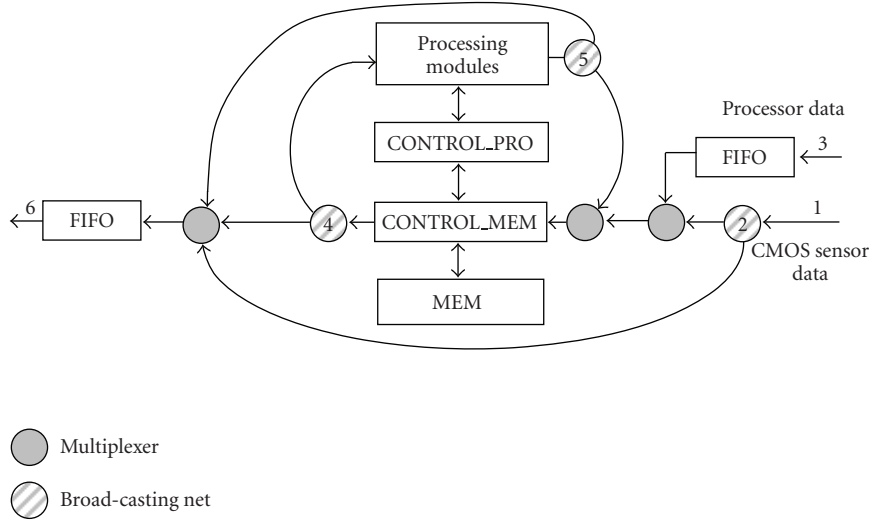 Processing
modules
5
Processor data
CONTROL_PRO
FIFO
3
6
FIFO
4
CONTROL_MEM
2
1
CMOS sensor
data
MEM
Multiplexer
Broad-casting net